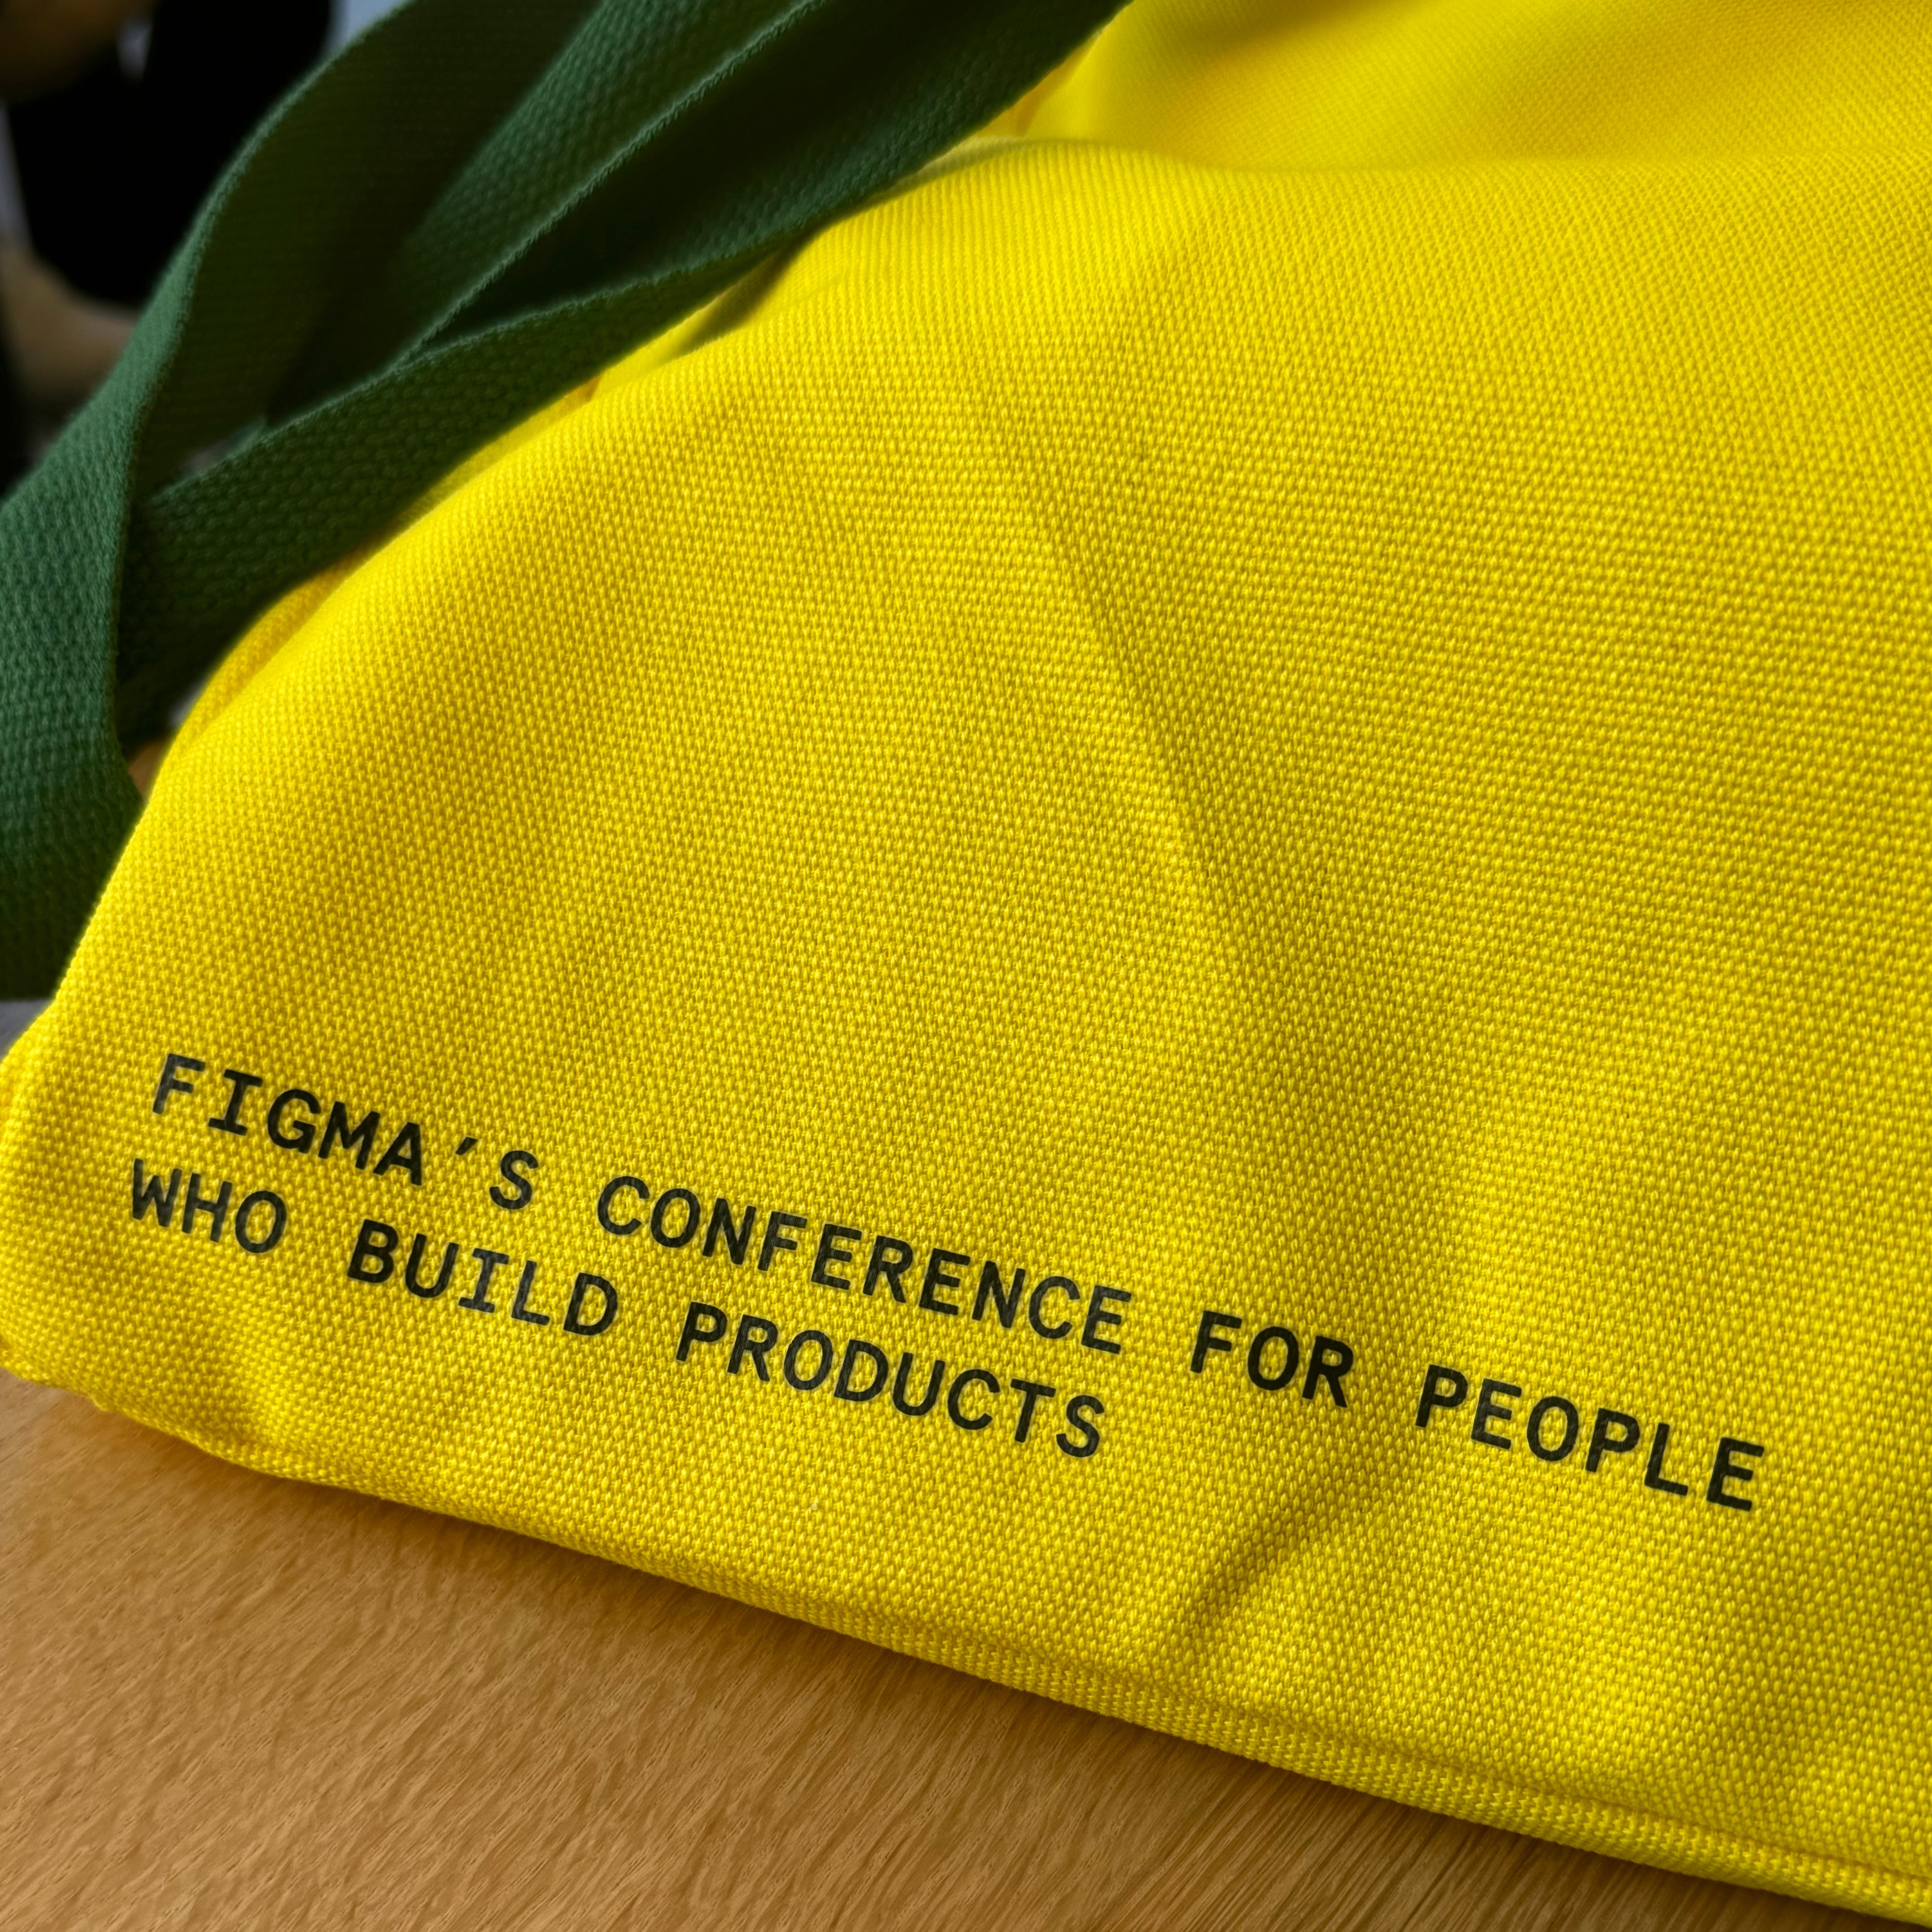 FIGMA'S CONFERENCE FOR PEOPLE
WHO BUILD PRODUCTS